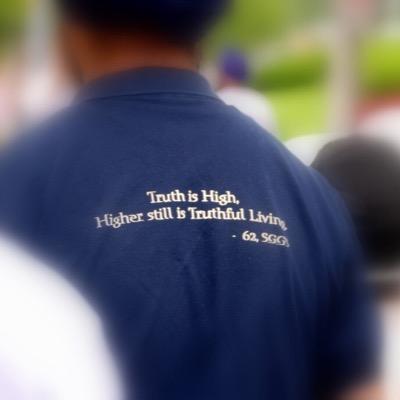 Truth is High,
Higher still is Truthful Living.
- 62, SGGS